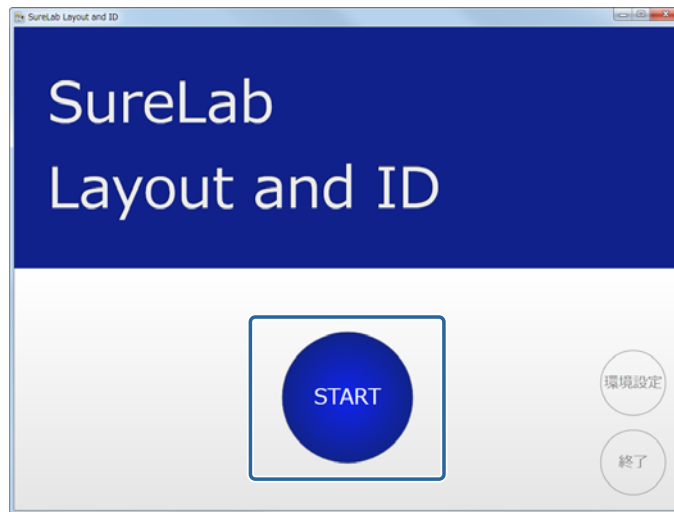 SureLab Layout and ID
SureLab
Layout and ID
START
環境設定
終了